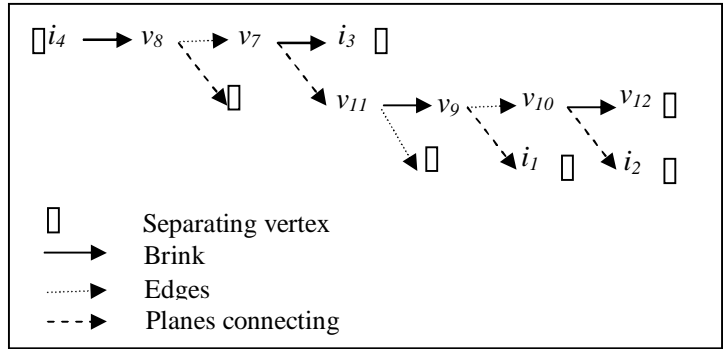 i4 v8 v7 i3
v11 v9 v10 v12
i1 i2
Separating vertex
Brink
Edges
Planes connecting